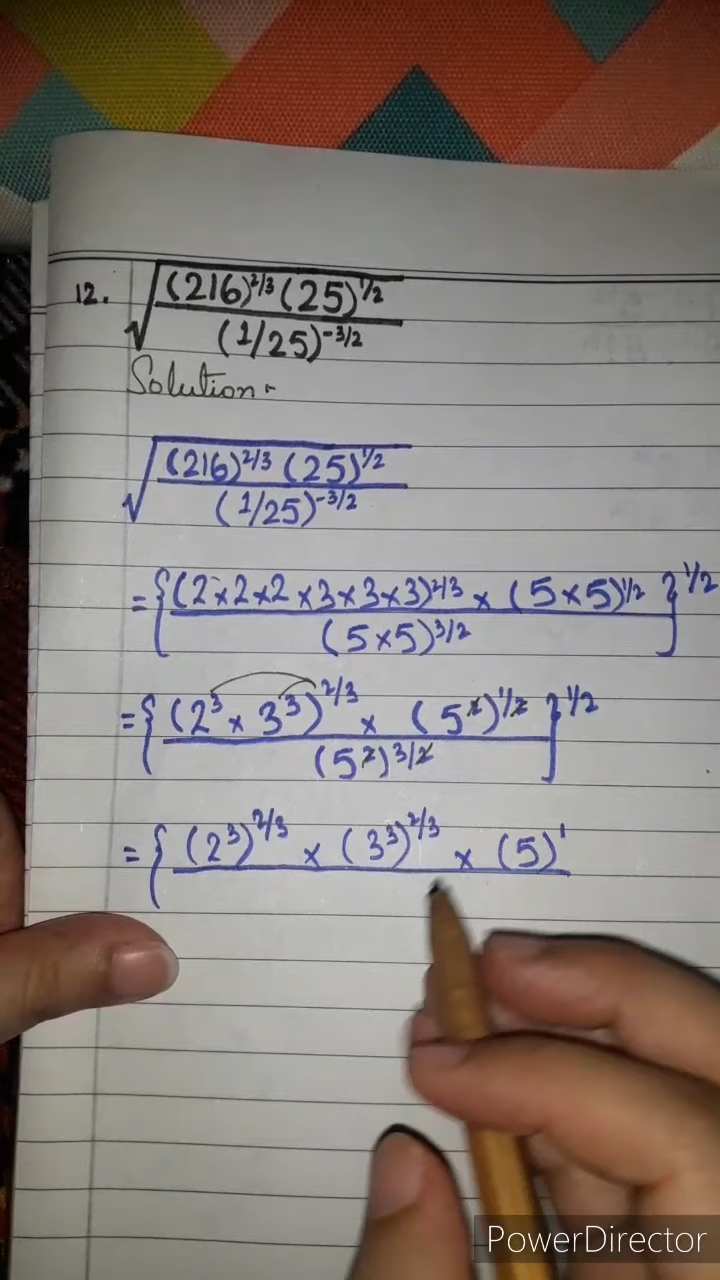 12. √(216)^2/3 (25)^1/2
(1/25)^-3/2
Solution:-
√(216)^2/3 (25)^1/2
(1/25)^-3/2
= { (2×2×2×3×3×3)^2/3 × (5×5)^1/2 }^1/2
(5×5)^3/2
= { (2^3 × 3^3)^2/3 × (5^2)^1/2 }^1/2
(5^2)^3/2
= { (2^3)^2/3 × (3^3)^2/3 × (5)^1
PowerDirector